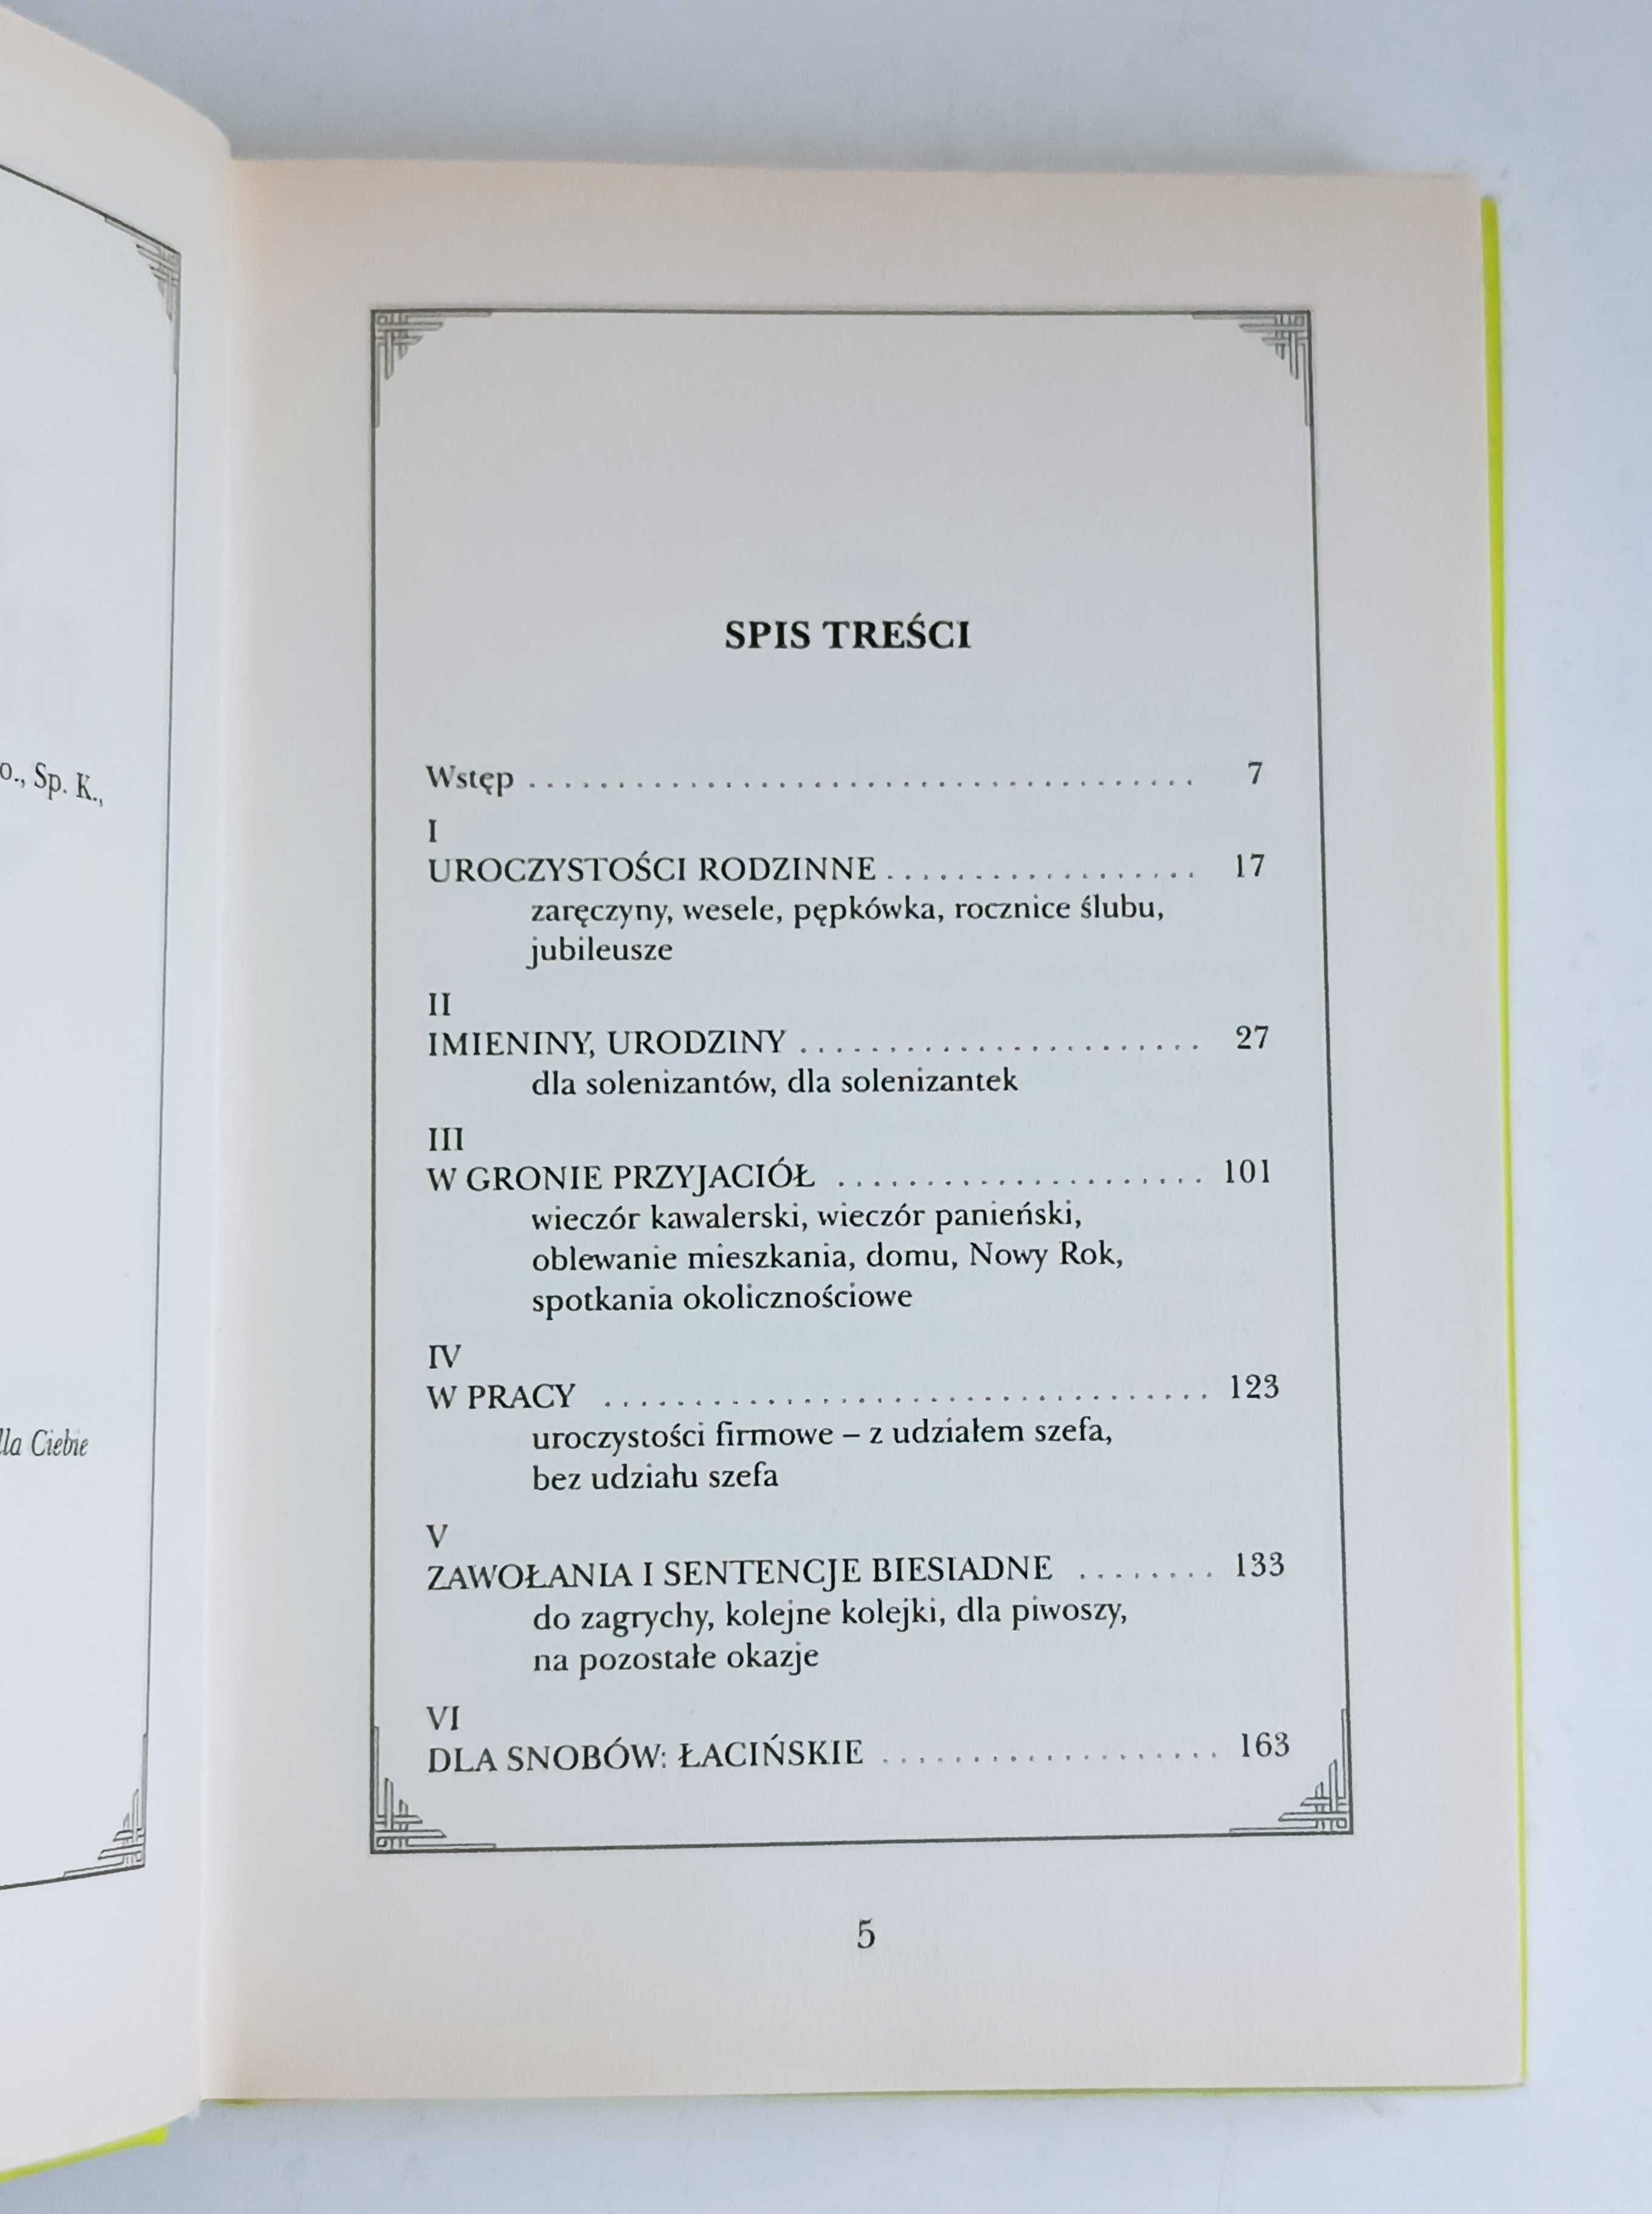 o., Sp. K.,
dla Ciebie
SPIS TREŚCI
Wstęp . . . . . . . . . . . . . . . . . . . . . . . . . . . . . . . . . . . . . 7
I
UROCZYSTOŚCI RODZINNE . . . . . . . . . . . . . . . . . 17
zaręczyny, wesele, pępkówka, rocznice ślubu,
jubileusze
II
IMIENINY, URODZINY . . . . . . . . . . . . . . . . . . . . . . 27
dla solenizantów, dla solenizantek
III
W GRONIE PRZYJACIÓŁ . . . . . . . . . . . . . . . . . . . . . 101
wieczór kawalerski, wieczór panieński,
oblewanie mieszkania, domu, Nowy Rok,
spotkania okolicznościowe
IV
W PRACY . . . . . . . . . . . . . . . . . . . . . . . . . . . . . . . . . . 123
uroczystości firmowe – z udziałem szefa,
bez udziału szefa
V
ZAWOŁANIA I SENTENCJE BIESIADNE . . . . . . . . 133
do zagrychy, kolejne kolejki, dla piwoszy,
na pozostałe okazje
VI
DLA SNOBÓW: ŁACIŃSKIE . . . . . . . . . . . . . . . . . . . 163
5